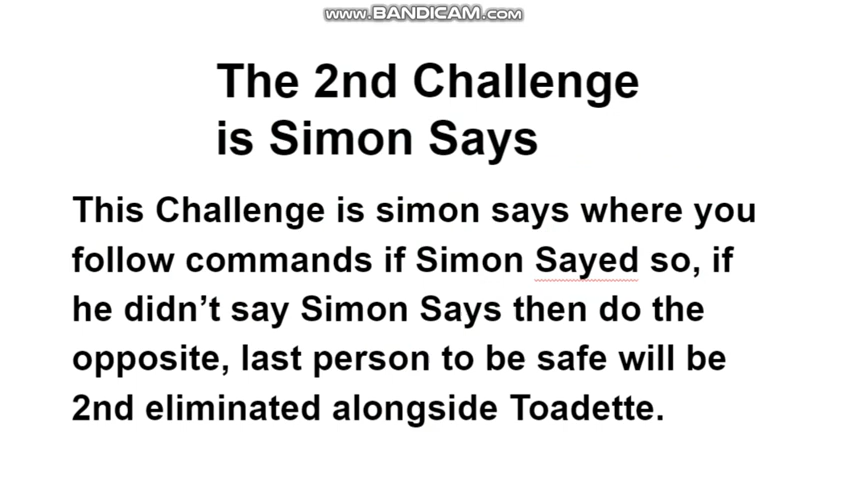 www.BANDICAM.com
The 2nd Challenge
is Simon Says
This Challenge is simon says where you
follow commands if Simon Sayed so, if
he didn’t say Simon Says then do the
opposite, last person to be safe will be
2nd eliminated alongside Toadette.